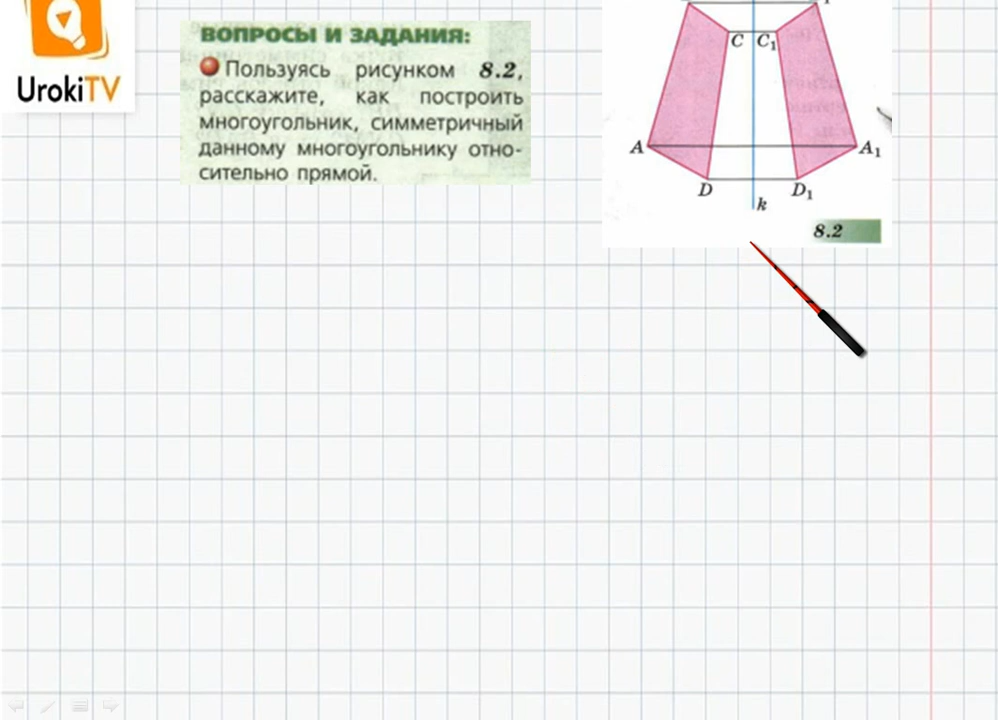 UrokiTV
ВОПРОСЫ И ЗАДАНИЯ:
Пользуясь рисунком 8.2,
расскажите, как построить
многоугольник, симметричный
данному многоугольнику отно-
сительно прямой.
C C₁
A A₁
D D₁
k
8.2